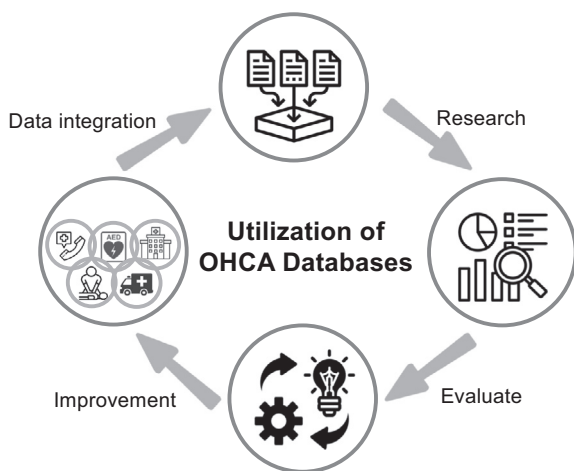 Data integration
Research
AED
Utilization of
OHCA Databases
Improvement
Evaluate